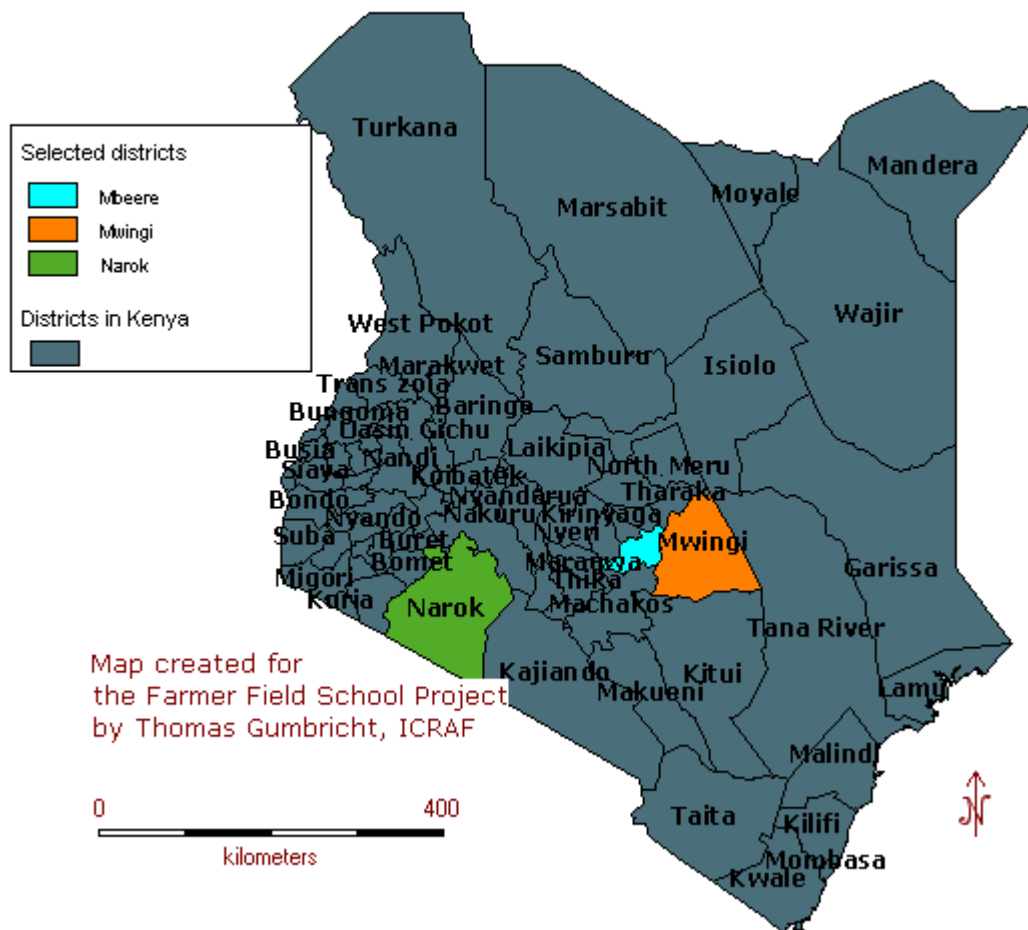 Turkana
Mandera
Selected districts
Moyale
Mbeere
Marsabit
Mwingi
Narok
Wajir
Districts in Kenya
West Pokot
Samburu
Isiolo
Marakwet
Trans zoia
Baringo
Bungoma
Uasin Gichu
Laikipia
Busia
Nandi
North Meru
Siaya
Koibatek
Tharaka
Bondo
Nyandarua
Nyando
Nakuru
Kirinyaga
Suba
Buret
Nyeri
Mwingi
Bomet
Maragwa
Garissa
Migori
Thika
Kuria
Narok
Machakos
Tana River
Map created for
the Farmer Field School Project
by Thomas Gumbricht, ICRAF
Kajiando
Makueni
Kitui
Lamu
Malindi
0 400
kilometers
Taita
Kilifi
Mombasa
Kwale
N